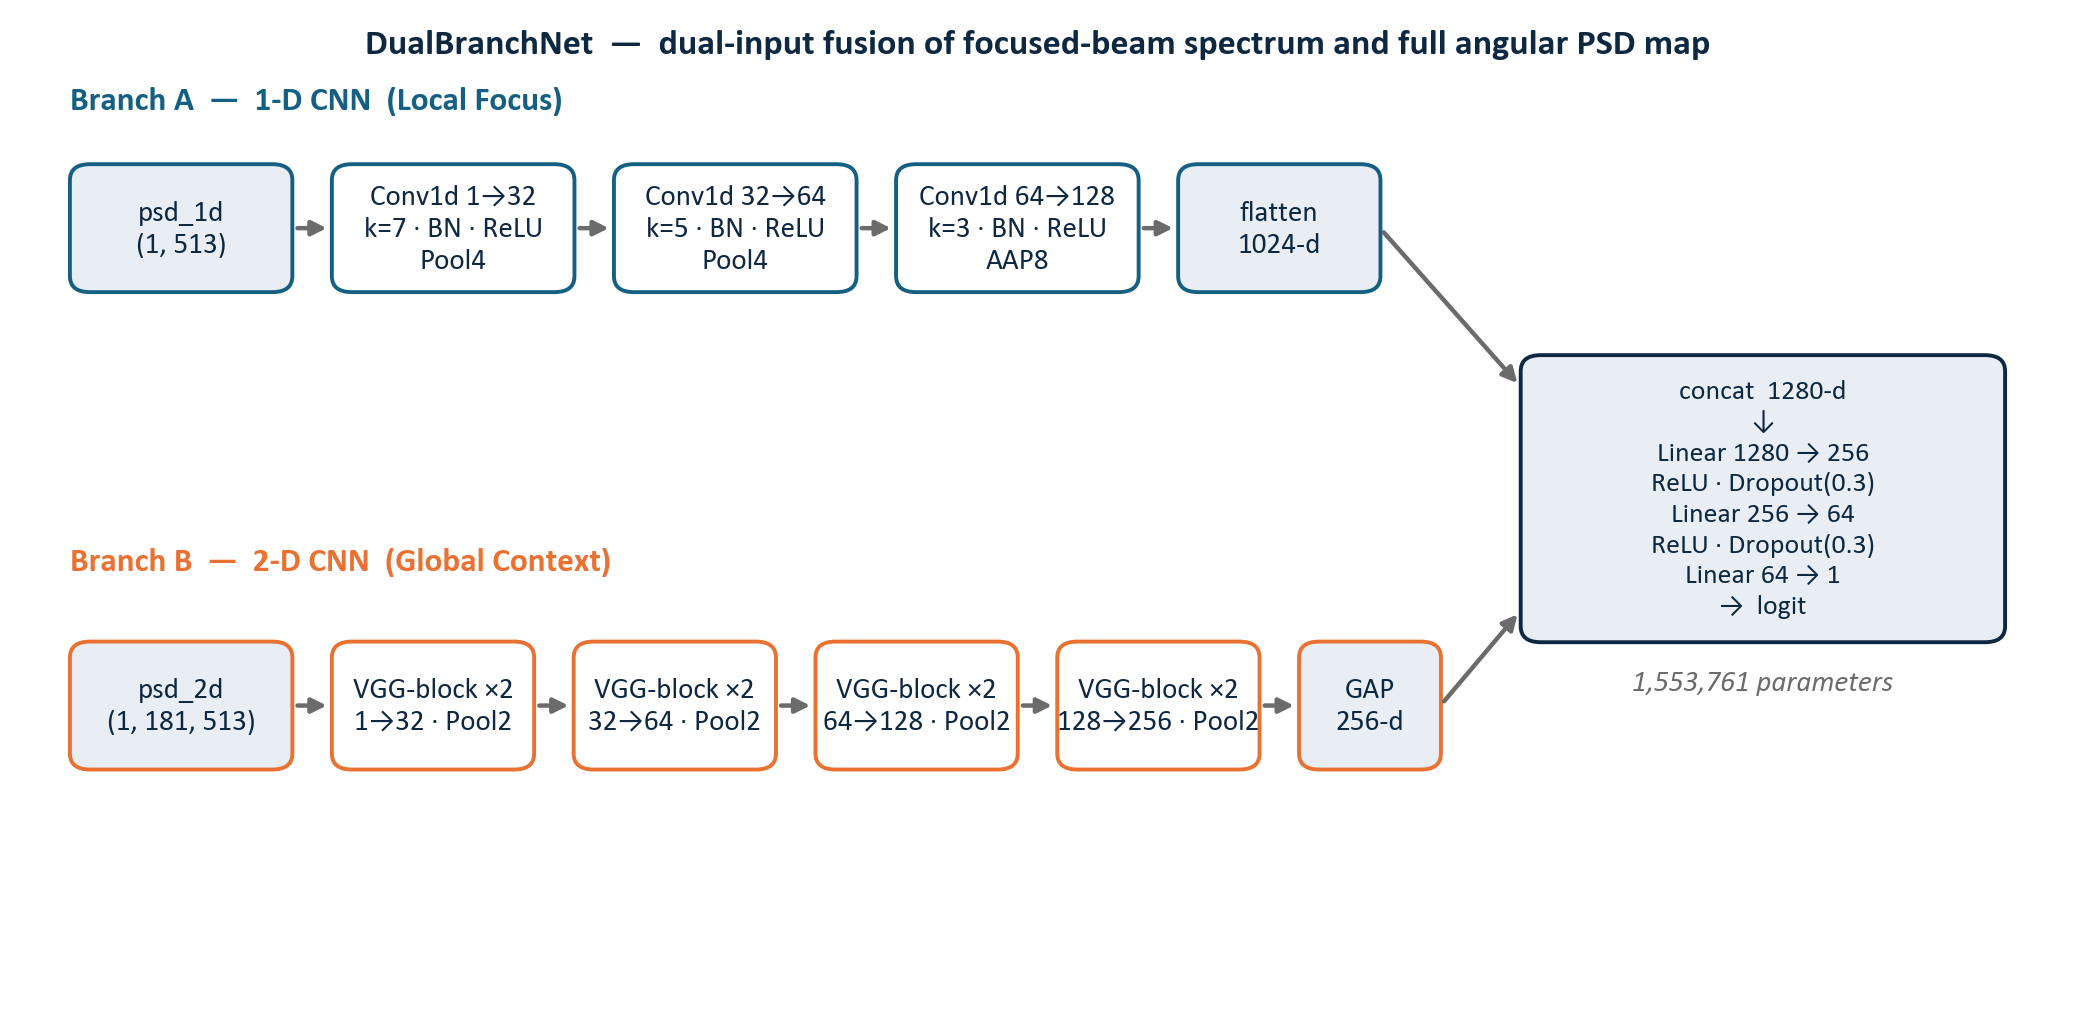 DualBranchNet — dual-input fusion of focused-beam spectrum and full angular PSD map
Branch A — 1-D CNN (Local Focus)
psd_1d
(1, 513)
Conv1d 1→32
k=7 · BN · ReLU
Pool4
Conv1d 32→64
k=5 · BN · ReLU
Pool4
Conv1d 64→128
k=3 · BN · ReLU
AAP8
flatten
1024-d
concat 1280-d
↓
Linear 1280 → 256
ReLU · Dropout(0.3)
Linear 256 → 64
ReLU · Dropout(0.3)
Linear 64 → 1
→ logit
1,553,761 parameters
Branch B — 2-D CNN (Global Context)
psd_2d
(1, 181, 513)
VGG-block ×2
1→32 · Pool2
VGG-block ×2
32→64 · Pool2
VGG-block ×2
64→128 · Pool2
VGG-block ×2
128→256 · Pool2
GAP
256-d